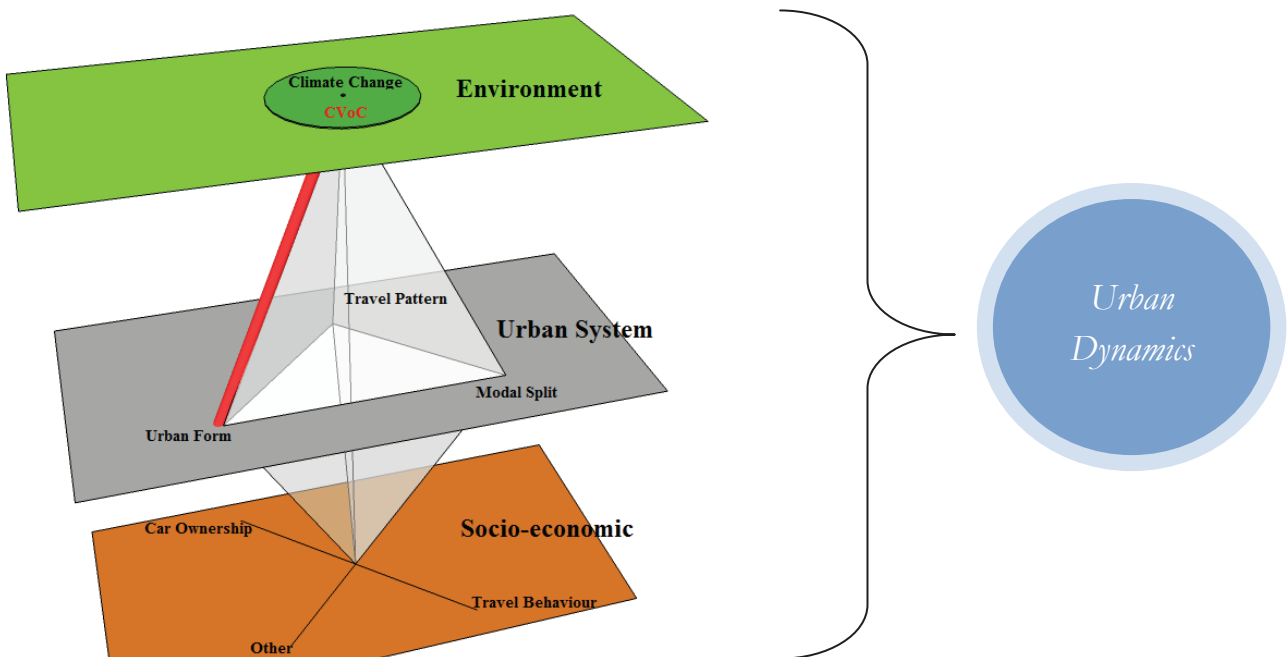 Climate Change
CVoC
Environment
Travel Pattern
Urban System
Modal Split
Urban Form
Car Ownership
Socio-economic
Travel Behaviour
Other
Urban
Dynamics